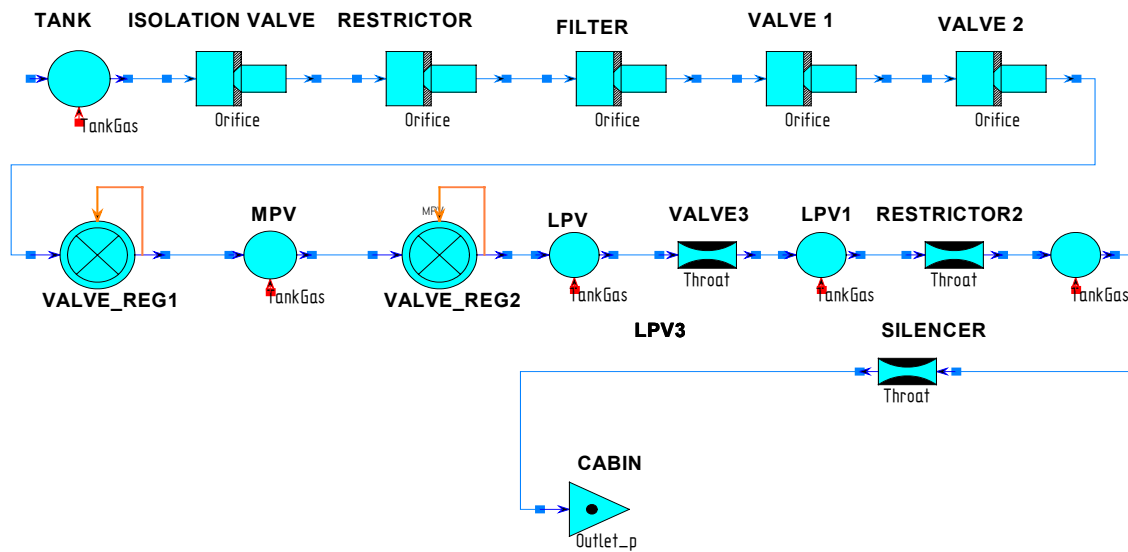 TANK
ISOLATION VALVE
RESTRICTOR
FILTER
VALVE 1
VALVE 2
TankGas
Orifice
Orifice
Orifice
Orifice
Orifice
MPV
MPV
LPV
VALVE3
LPV1
RESTRICTOR2
VALVE_REG1
TankGas
VALVE_REG2
TankGas
Throat
TankGas
Throat
TankGas
LPV3
SILENCER
Throat
CABIN
Outlet_p